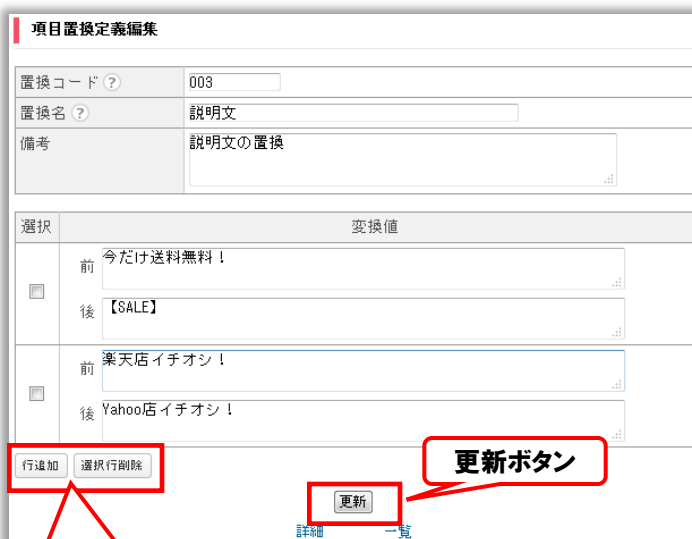 項目置換定義編集
置換コード ? 003
置換名 ? 説明文
備考 説明文の置換
選択 変換値
前 今だけ送料無料！
後 【SALE】
前 楽天店イチオシ！
後 Yahoo店イチオシ！
行追加 選択行削除
更新ボタン
更新
詳細 一覧